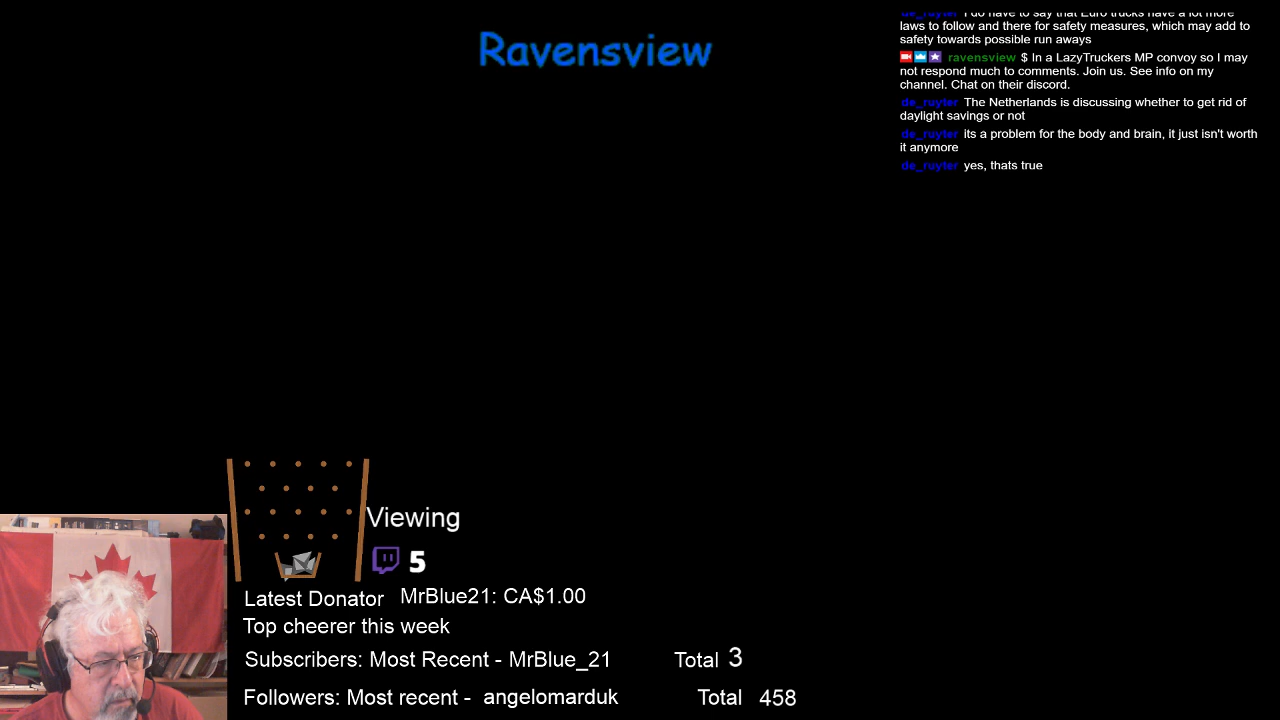 Ravensview
de_ruyter I do have to say that Euro trucks have a lot more
laws to follow and there for safety measures, which may add to
safety towards possible run aways
ravensview $ In a LazyTruckers MP convoy so I may
not respond much to comments. Join us. See info on my
channel. Chat on their discord.
de_ruyter The Netherlands is discussing whether to get rid of
daylight savings or not
de_ruyter its a problem for the body and brain, it just isn't worth
it anymore
de_ruyter yes, thats true
Viewing
5
Latest Donator MrBlue21: CA$1.00
Top cheerer this week
Subscribers: Most Recent - MrBlue_21 Total 3
Followers: Most recent - angelomarduk Total 458